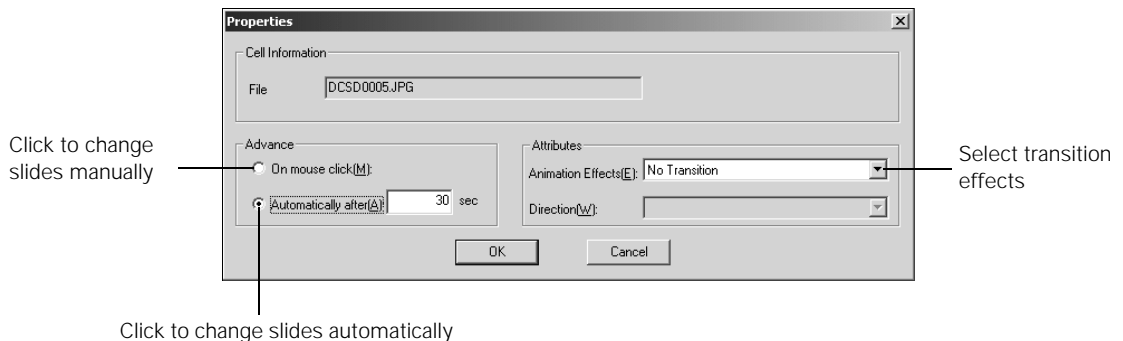 Properties
Cell Information
File
DCSD0005.JPG
Click to change
slides manually
Advance
On mouse click(M):
Automatically after(A):
30 sec
Attributes
Animation Effects(E):
No Transition
Direction(W):
Select transition
effects
OK
Cancel
Click to change slides automatically